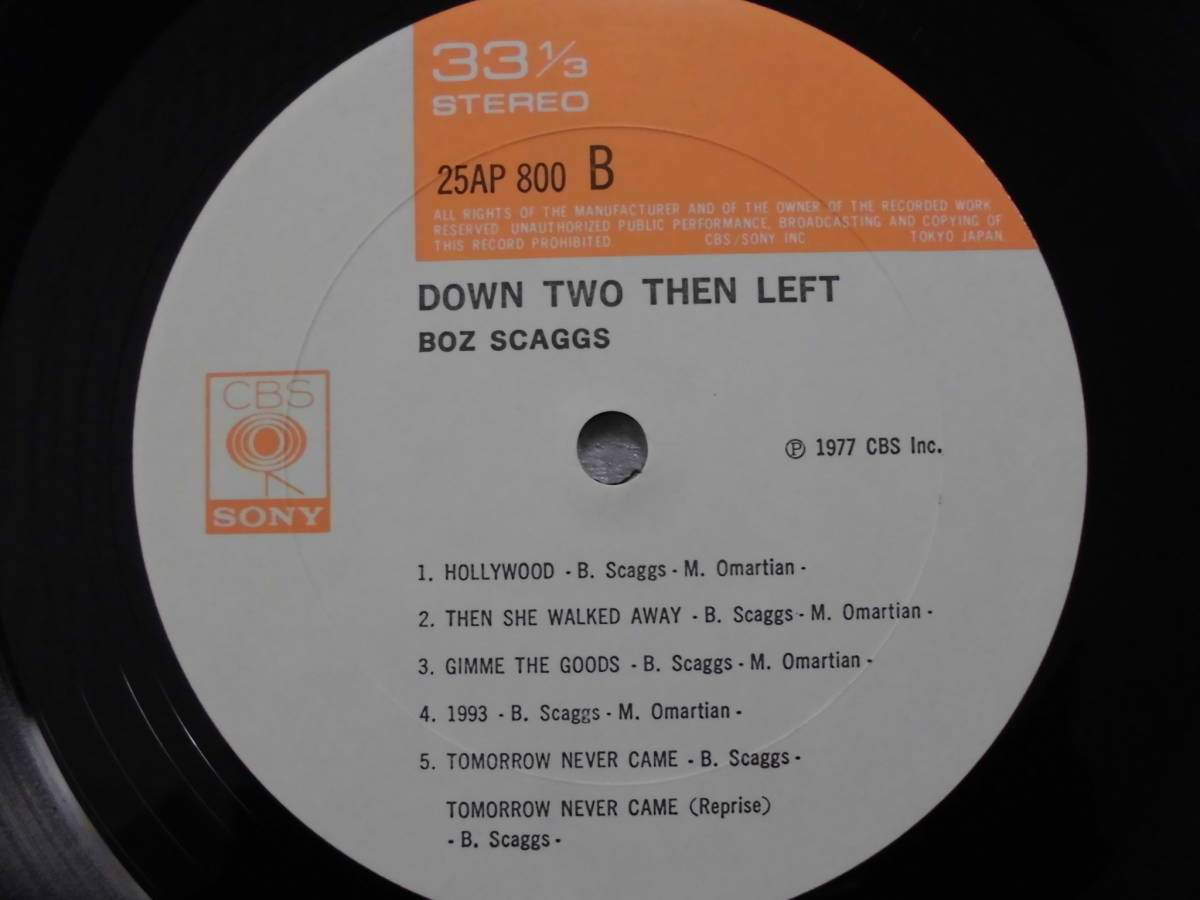 33 1/3
STEREO
25AP 800 B
ALL RIGHTS OF THE MANUFACTURER AND OF THE OWNER OF THE RECORDED WORK
RESERVED. UNAUTHORIZED PUBLIC PERFORMANCE, BROADCASTING AND COPYING OF
THIS RECORD PROHIBITED. CBS/SONY INC. TOKYO JAPAN.
DOWN TWO THEN LEFT
BOZ SCAGGS
CBS
SONY
℗ 1977 CBS Inc.
1. HOLLYWOOD - B. Scaggs - M. Omartian -
2. THEN SHE WALKED AWAY - B. Scaggs - M. Omartian -
3. GIMME THE GOODS - B. Scaggs - M. Omartian -
4. 1993 - B. Scaggs - M. Omartian -
5. TOMORROW NEVER CAME - B. Scaggs -
TOMORROW NEVER CAME (Reprise)
- B. Scaggs -